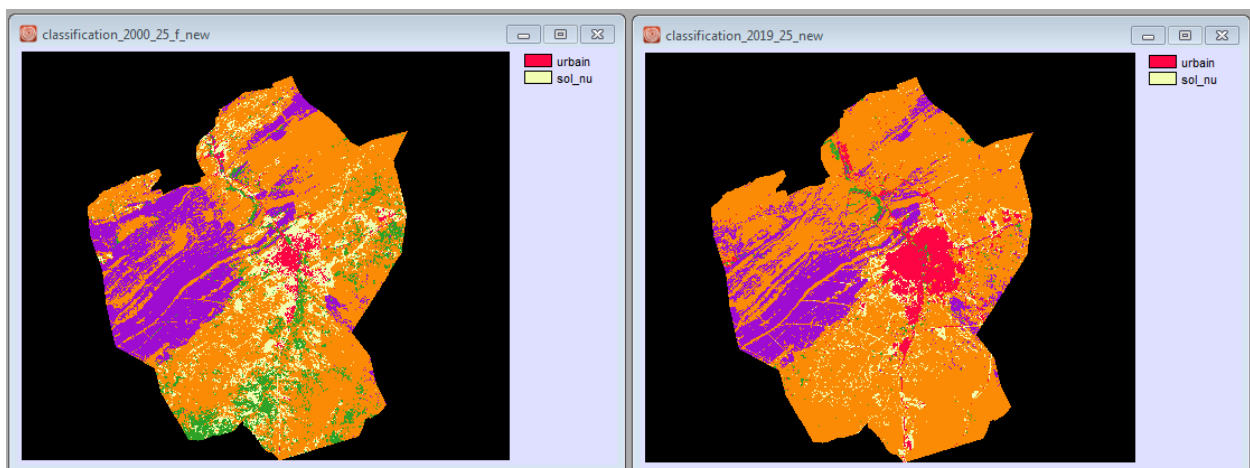 classification_2000_25_f_new
urbain
sol_nu
classification_2019_25_new
urbain
sol_nu